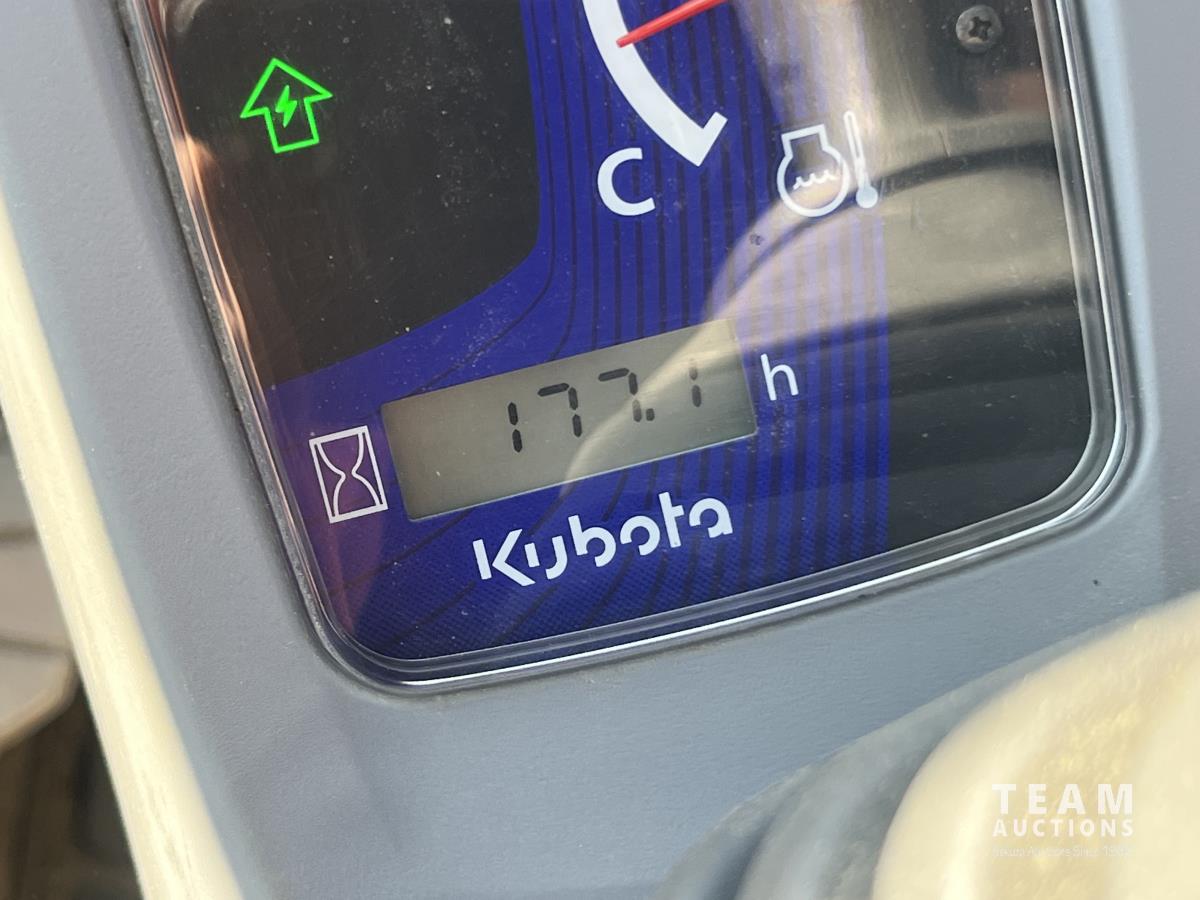 C
177.1 h
Kubota
TEAM
AUCTIONS